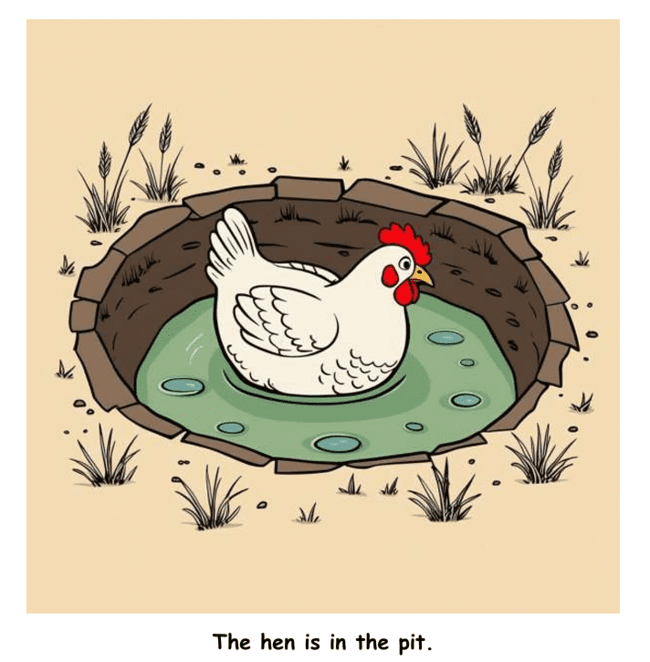 The hen is in the pit.